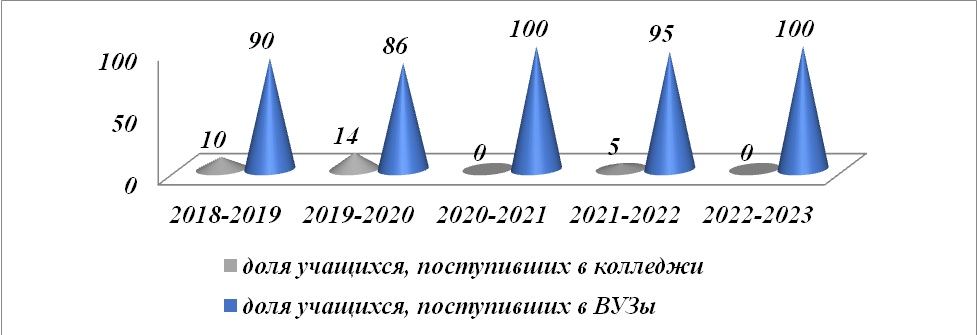 90 86 100 95 100
100
50
0
10 14 0 5 0
2018-2019 2019-2020 2020-2021 2021-2022 2022-2023
доля учащихся, поступивших в колледжи
доля учащихся, поступивших в ВУЗы